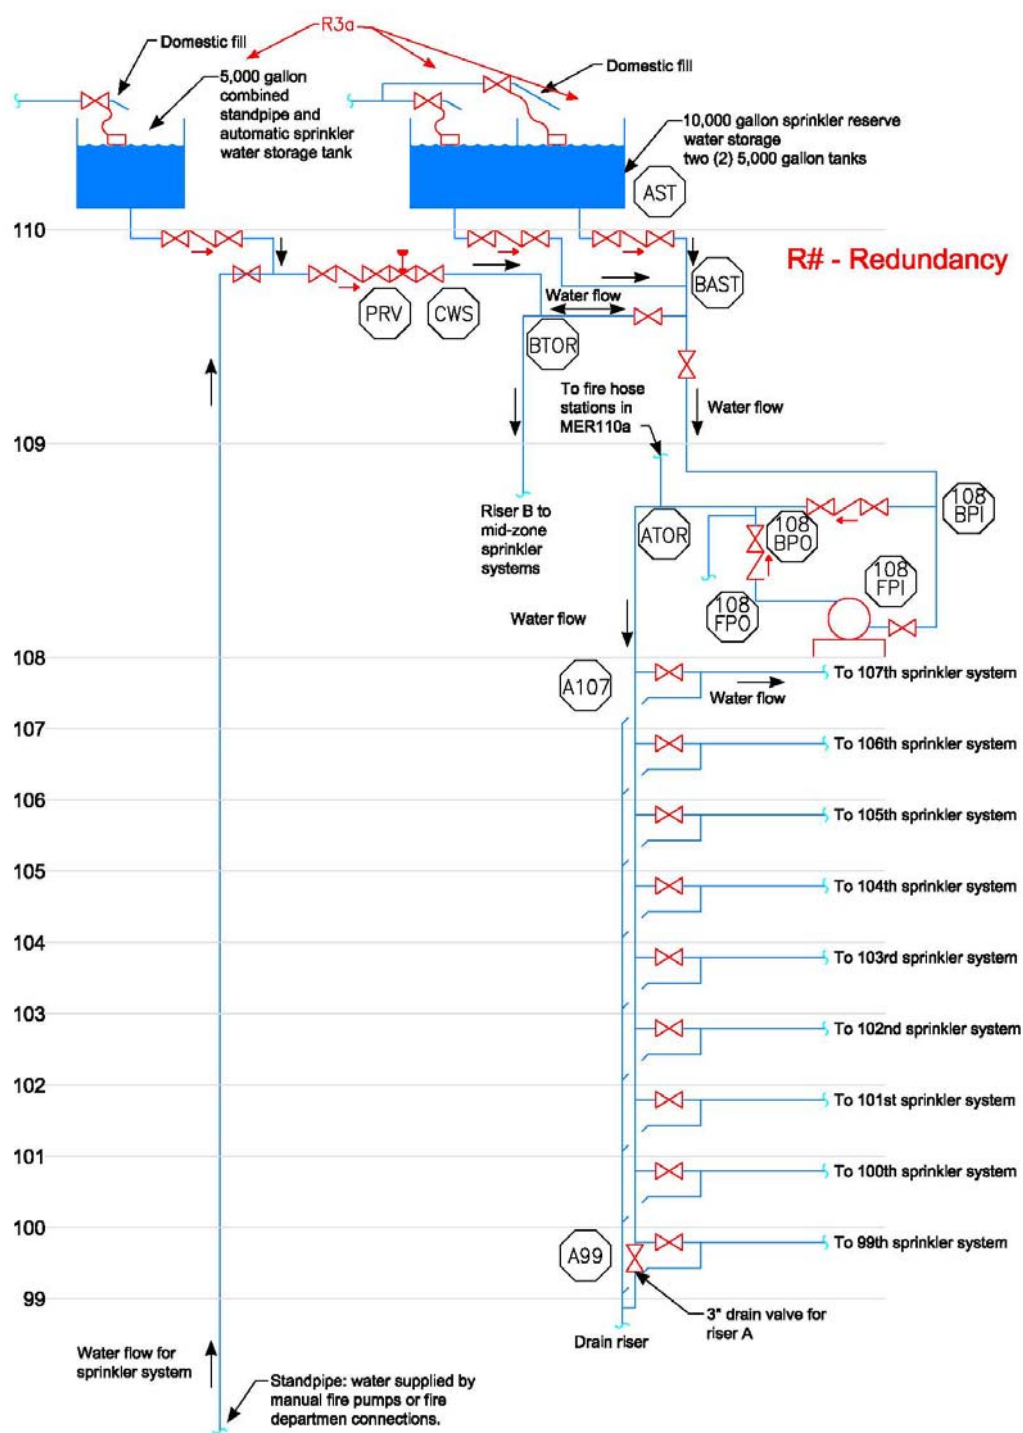 R3a
Domestic fill
5,000 gallon
combined
standpipe and
automatic sprinkler
water storage tank
Domestic fill
10,000 gallon sprinkler reserve
water storage
two (2) 5,000 gallon tanks
AST
110
R# - Redundancy
BAST
PRV
CWS
Water flow
BTOR
To fire hose
stations in
MER110a
Water flow
109
Riser B to
mid-zone
sprinkler
systems
ATOR
108
BPO
108
BPI
108
FPI
108
FPO
Water flow
108
A107
To 107th sprinkler system
Water flow
107
To 106th sprinkler system
106
To 105th sprinkler system
105
To 104th sprinkler system
104
To 103rd sprinkler system
103
To 102nd sprinkler system
102
To 101st sprinkler system
101
To 100th sprinkler system
100
A99
To 99th sprinkler system
99
3" drain valve for
riser A
Drain riser
Water flow for
sprinkler system
Standpipe: water supplied by
manual fire pumps or fire
departmen connections.